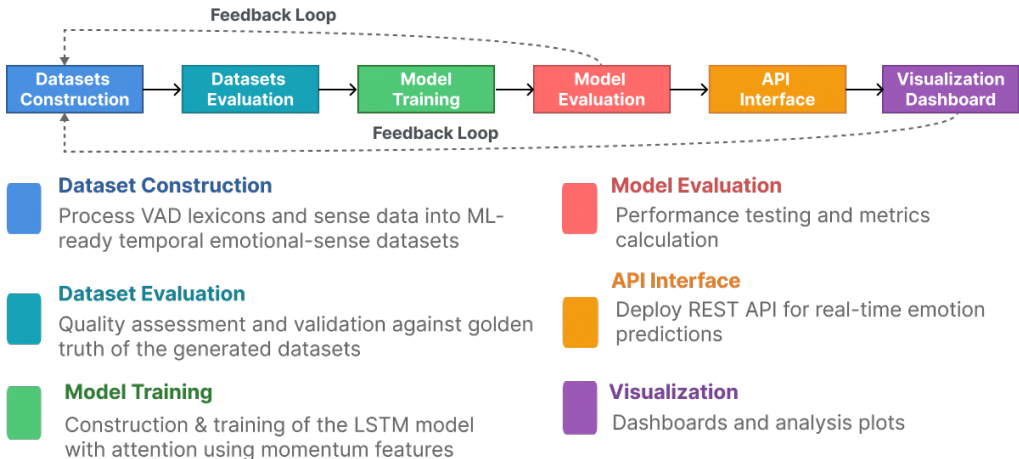 Feedback Loop
Datasets
Construction
Datasets
Evaluation
Model
Training
Model
Evaluation
API
Interface
Visualization
Dashboard
Feedback Loop
Dataset Construction
Process VAD lexicons and sense data into ML-
ready temporal emotional-sense datasets
Dataset Evaluation
Quality assessment and validation against golden
truth of the generated datasets
Model Training
Construction & training of the LSTM model
with attention using momentum features
Model Evaluation
Performance testing and metrics
calculation
API Interface
Deploy REST API for real-time emotion
predictions
Visualization
Dashboards and analysis plots